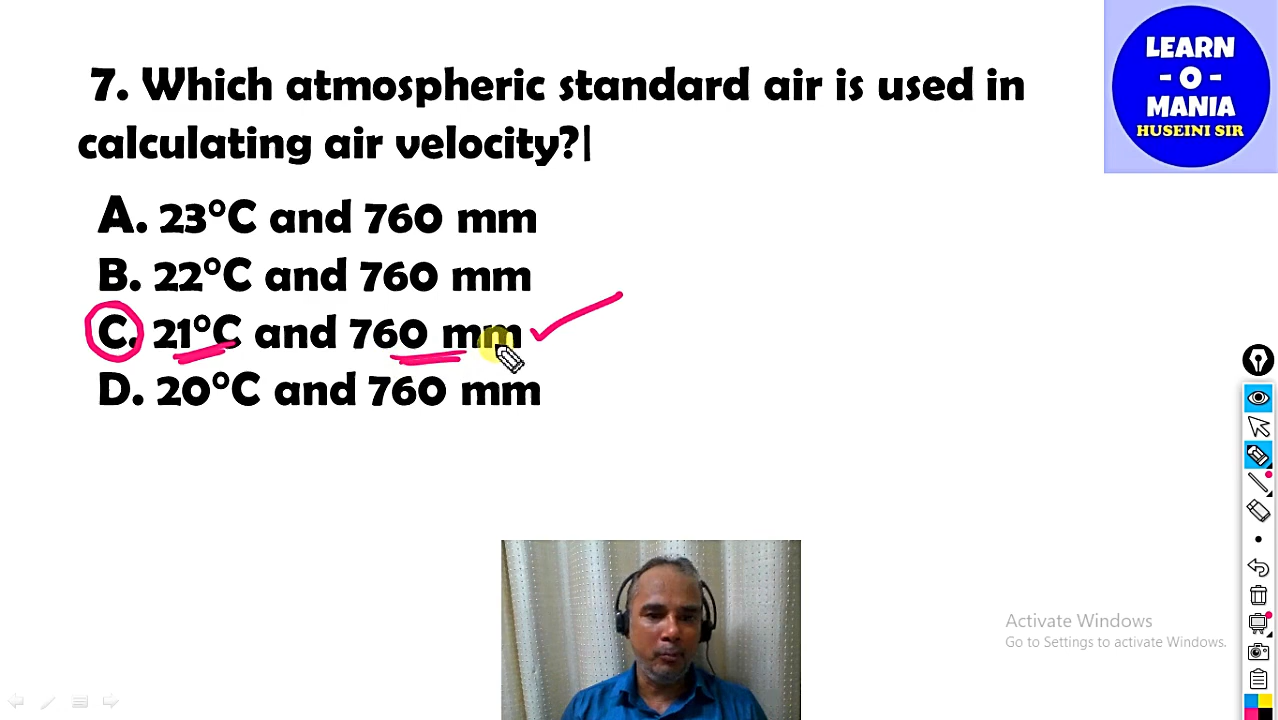 7. Which atmospheric standard air is used in
calculating air velocity?|
A. 23°C and 760 mm
B. 22°C and 760 mm
C. 21°C and 760 mm
D. 20°C and 760 mm
LEARN
- O -
MANIA
HUSEINI SIR
Activate Windows
Go to Settings to activate Windows.